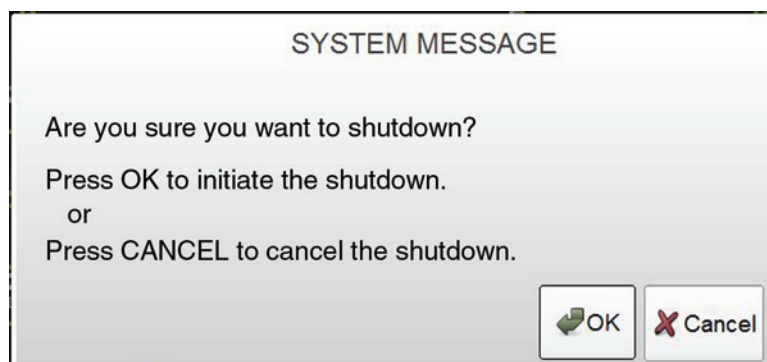 SYSTEM MESSAGE
Are you sure you want to shutdown?
Press OK to initiate the shutdown.
or
Press CANCEL to cancel the shutdown.
OK Cancel